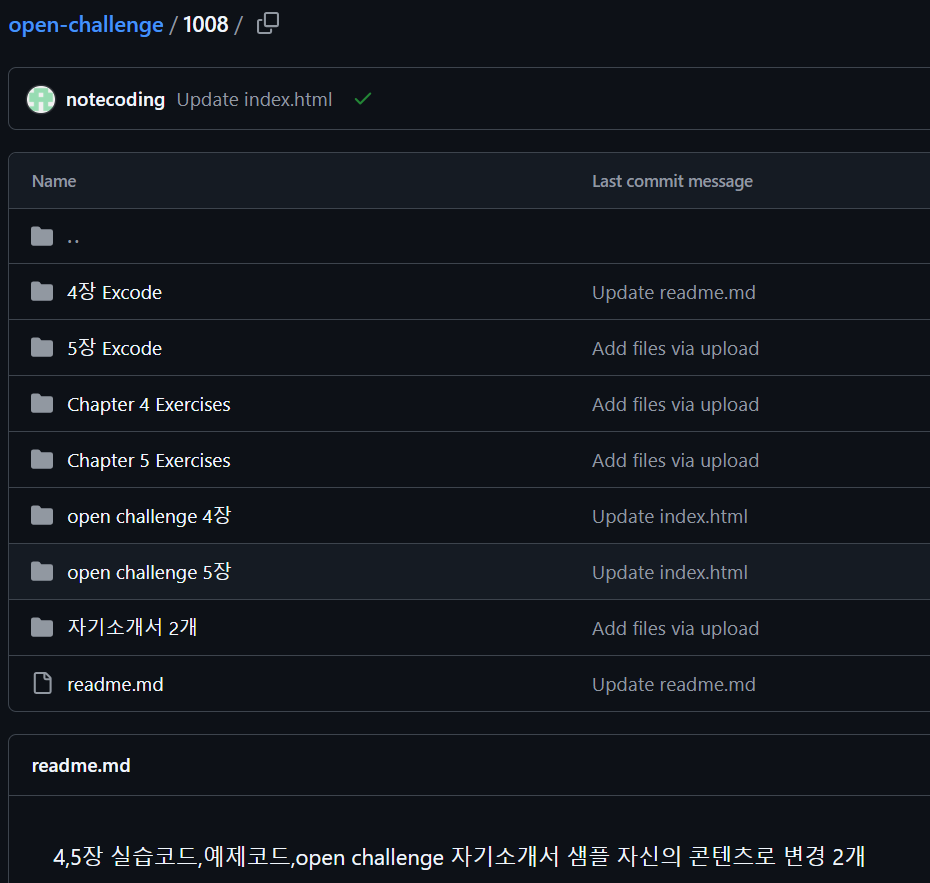 open-challenge / 1008 /
notecoding Update index.html
Name Last commit message
..
4장 Excode Update readme.md
5장 Excode Add files via upload
Chapter 4 Exercises Add files via upload
Chapter 5 Exercises Add files via upload
open challenge 4장 Update index.html
open challenge 5장 Update index.html
자기소개서 2개 Add files via upload
readme.md Update readme.md
readme.md
4,5장 실습코드,예제코드,open challenge 자기소개서 샘플 자신의 콘텐츠로 변경 2개